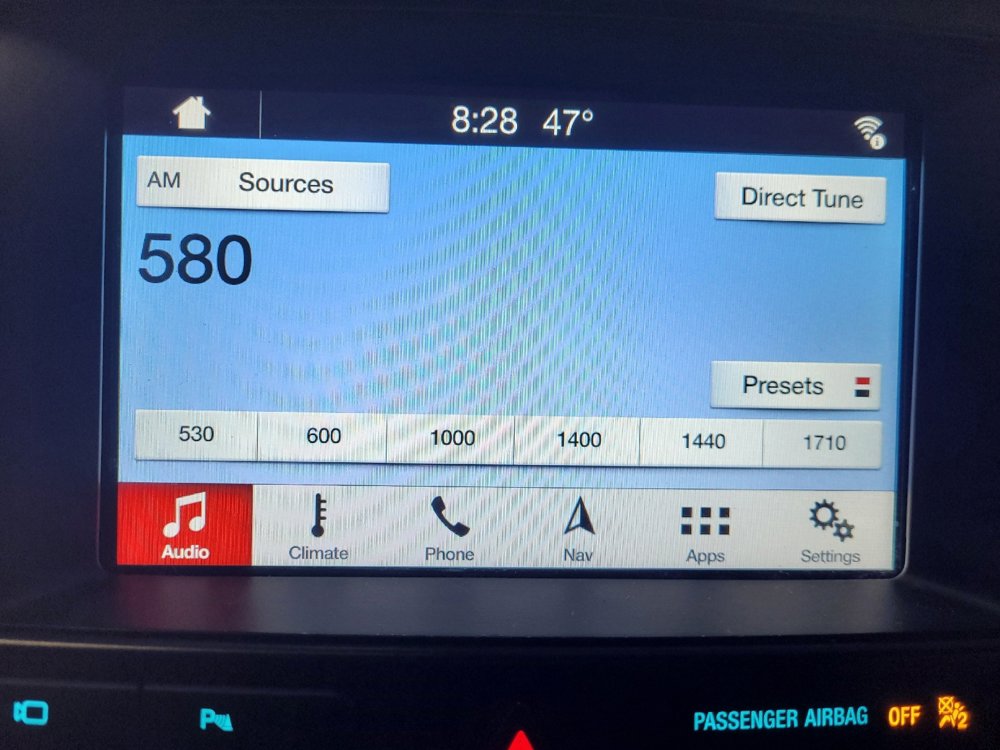 8:28 47°
AM Sources
Direct Tune
580
Presets
530 600 1000 1400 1440 1710
Audio Climate Phone Nav Apps Settings
P
PASSENGER AIRBAG OFF 2